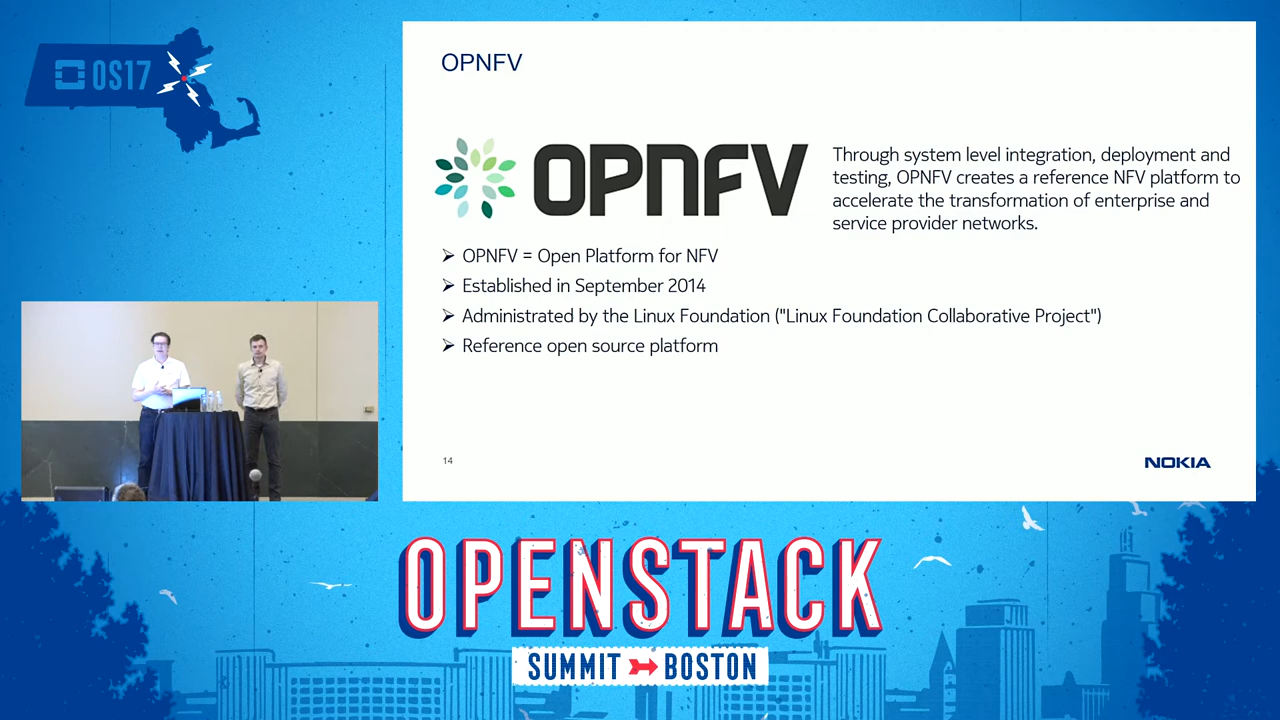 OS17
OPNFV
OPNFV
Through system level integration, deployment and
testing, OPNFV creates a reference NFV platform to
accelerate the transformation of enterprise and
service provider networks.
➢ OPNFV = Open Platform for NFV
➢ Established in September 2014
➢ Administrated by the Linux Foundation ("Linux Foundation Collaborative Project")
➢ Reference open source platform
14
NOKIA
OPENSTACK
SUMMIT BOSTON